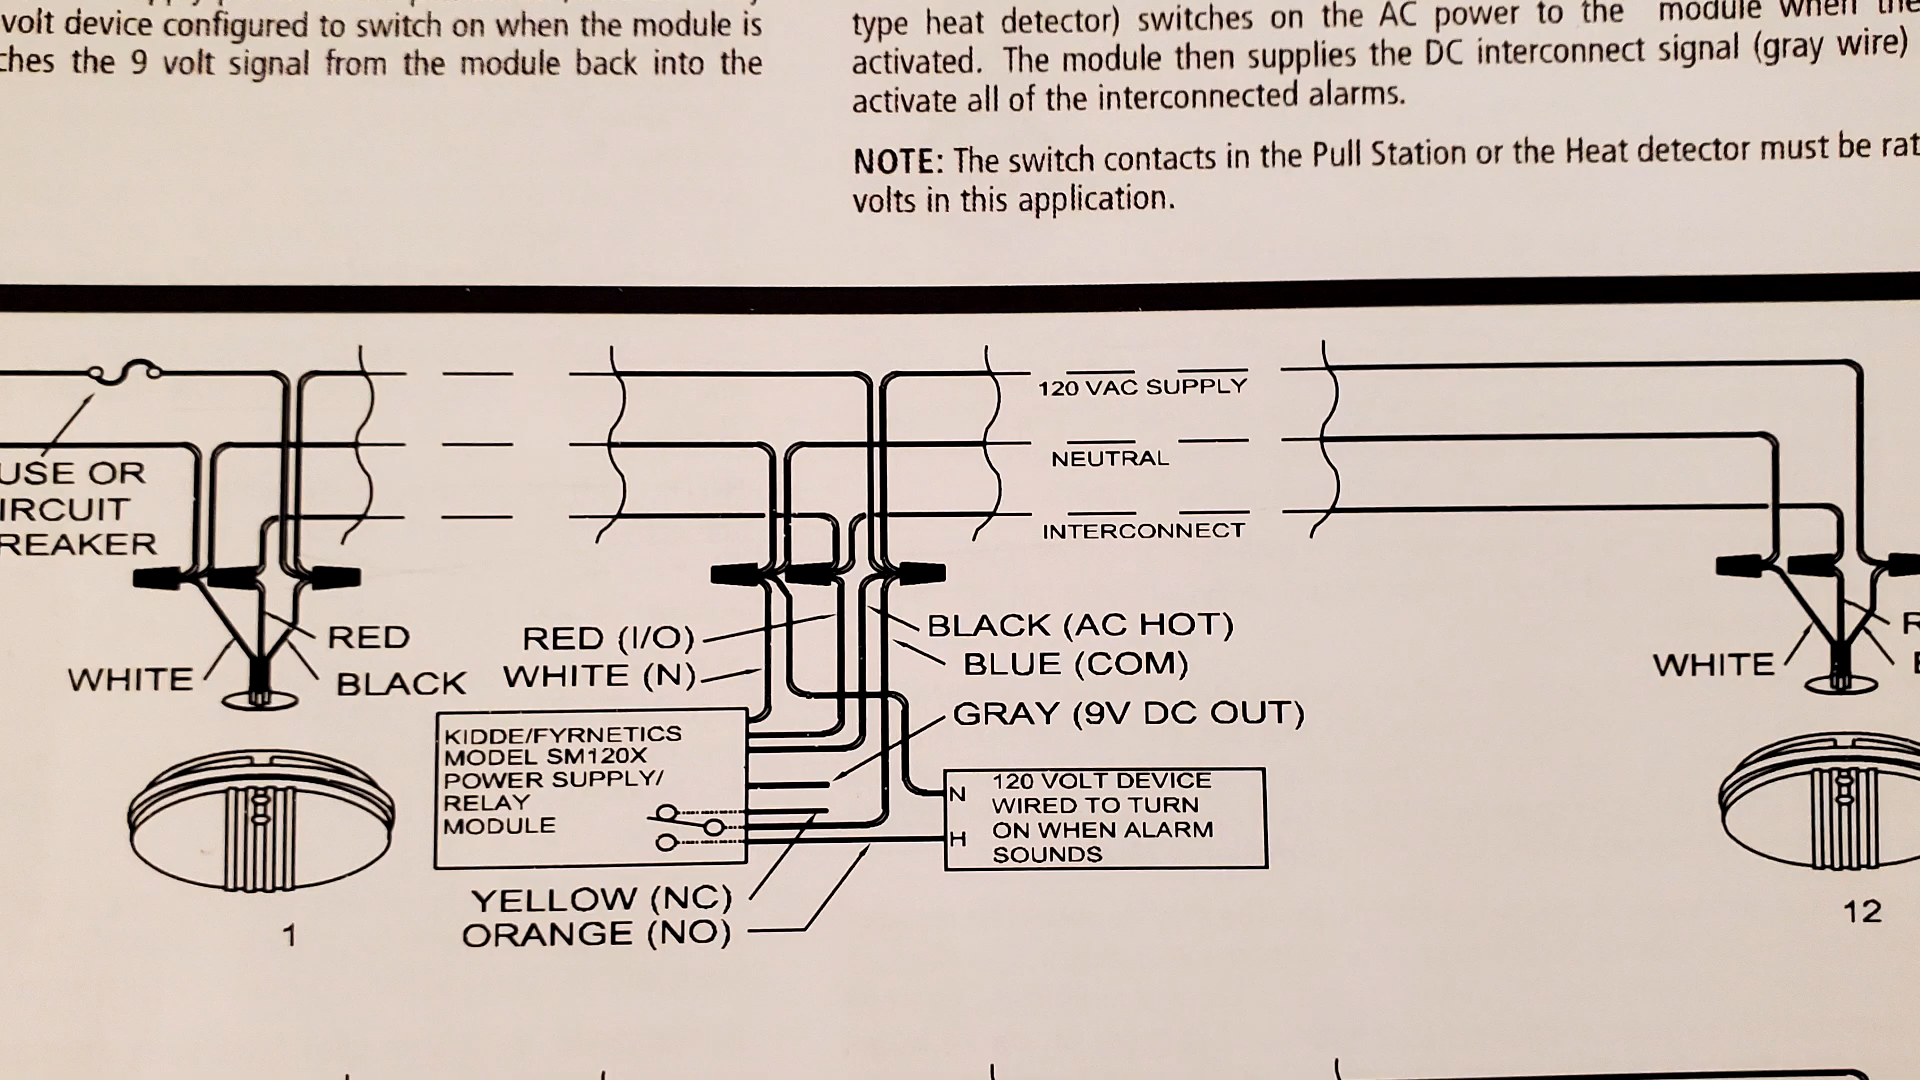 volt device configured to switch on when the module is
ches the 9 volt signal from the module back into the
type heat detector) switches on the AC power to the module when the
activated. The module then supplies the DC interconnect signal (gray wire)
activate all of the interconnected alarms.
NOTE: The switch contacts in the Pull Station or the Heat detector must be rat
volts in this application.
120 VAC SUPPLY
NEUTRAL
INTERCONNECT
USE OR
IRCUIT
REAKER
RED
WHITE
BLACK
RED (I/O)
WHITE (N)
BLACK (AC HOT)
BLUE (COM)
GRAY (9V DC OUT)
WHITE
KIDDE/FYRNETICS
MODEL SM120X
POWER SUPPLY/
RELAY
MODULE
N
H
120 VOLT DEVICE
WIRED TO TURN
ON WHEN ALARM
SOUNDS
YELLOW (NC)
ORANGE (NO)
1
12